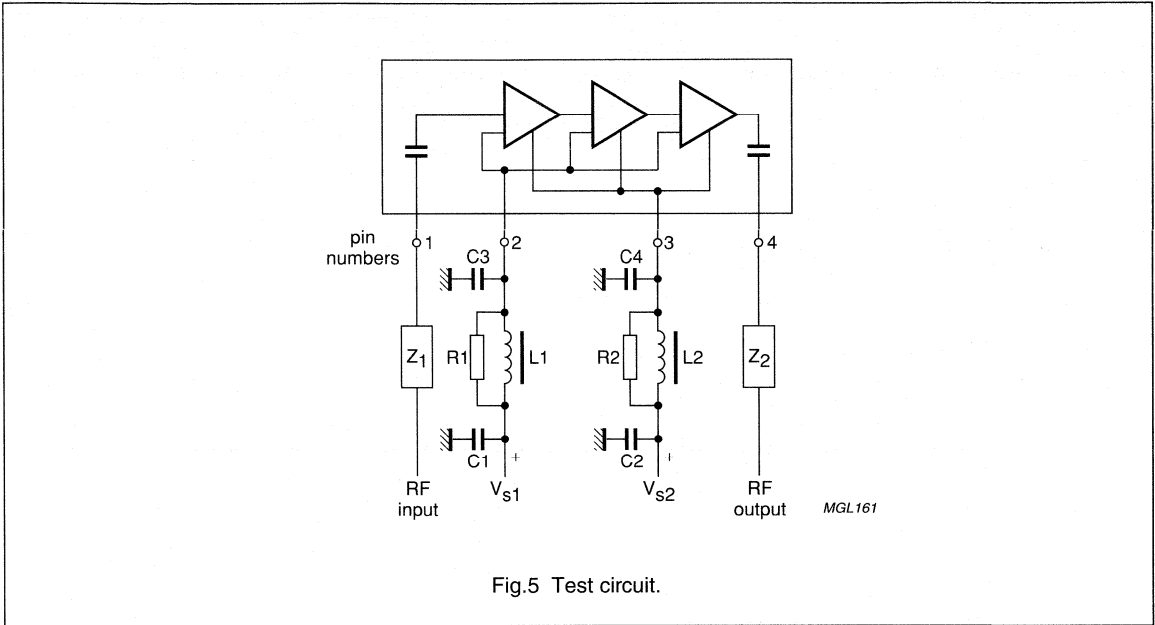 pin
numbers
1
2
3
4
C3
C4
Z1
R1
L1
R2
L2
Z2
C1
+
C2
+
RF
input
Vs1
Vs2
RF
output
MGL161
Fig.5 Test circuit.